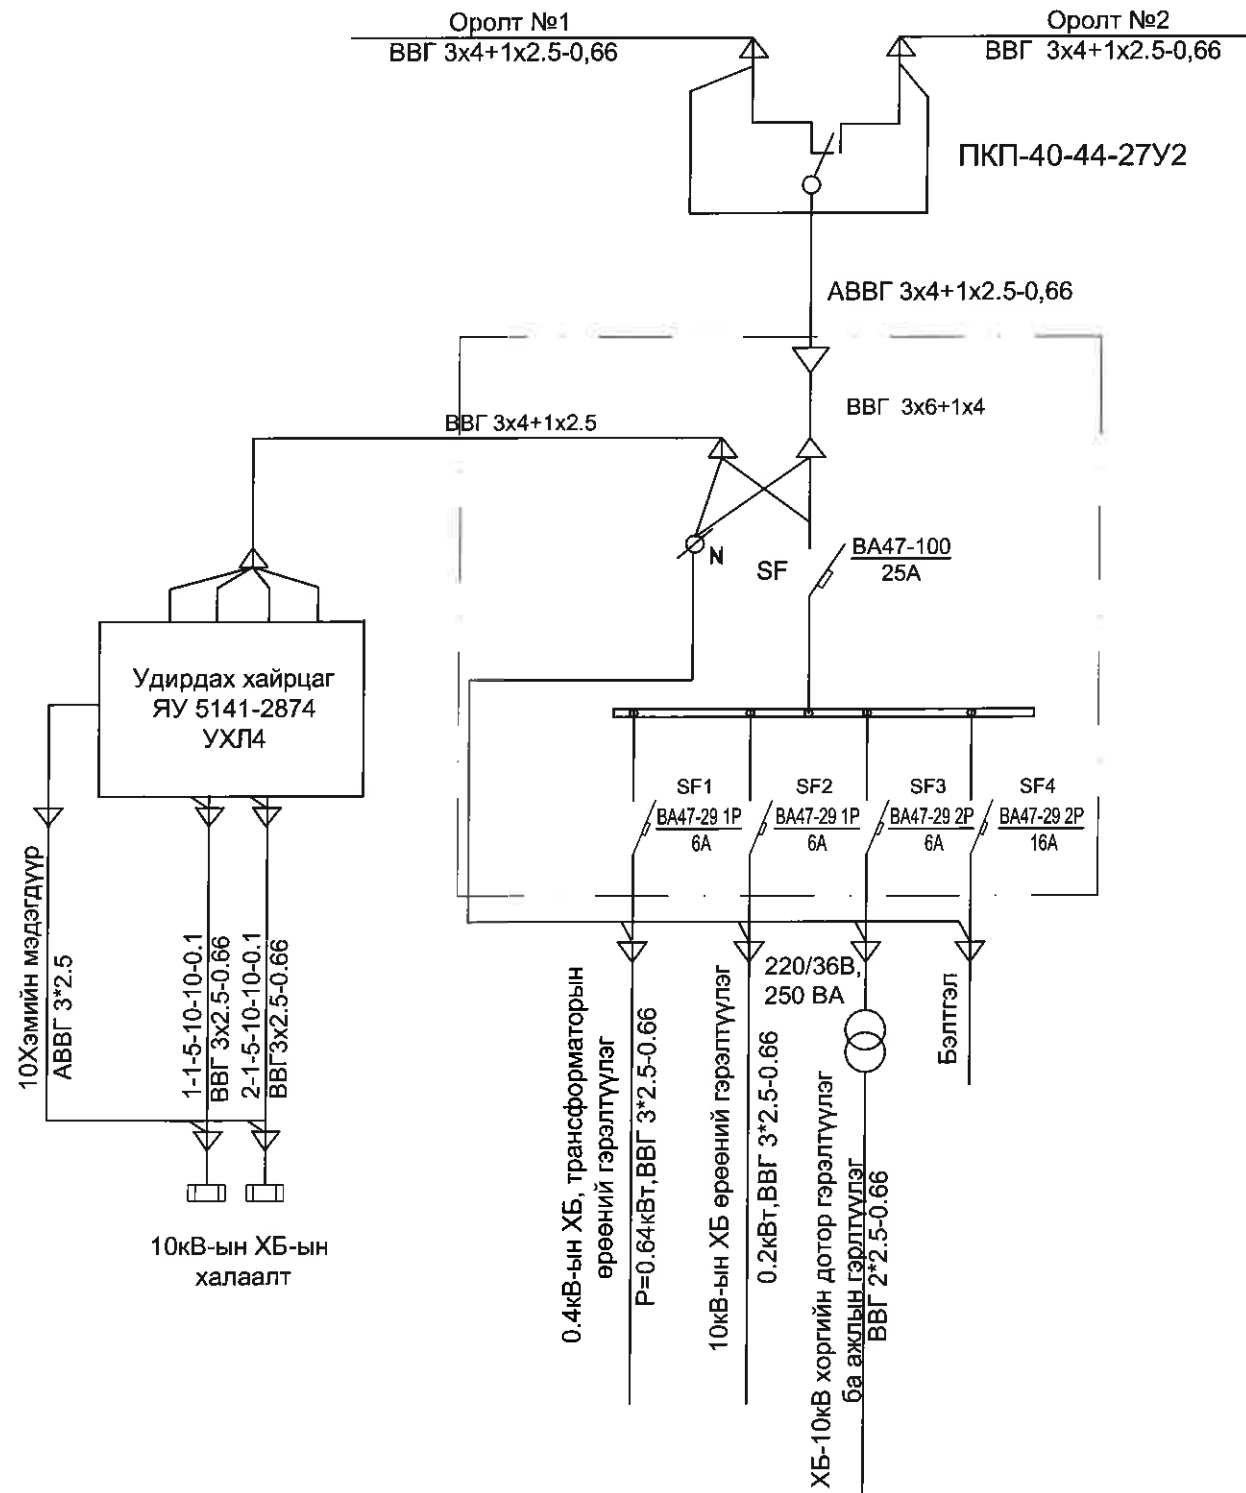 Оролт №1
ВВГ 3х4+1х2.5-0,66
Оролт №2
ВВГ 3х4+1х2.5-0,66
ПКП-40-44-27У2
АВВГ 3х4+1х2.5-0,66
ВВГ 3х6+1х4
ВВГ 3х4+1х2.5
N
SF
ВА47-100
25А
Удирдах хайрцаг
ЯУ 5141-2874
УХЛ4
SF1
ВА47-29 1Р
6А
SF2
ВА47-29 1Р
6А
SF3
ВА47-29 2Р
6А
SF4
ВА47-29 2Р
16А
10Хэмийн мэдэгдүүр
АВВГ 3*2.5
1-1-5-10-10-0.1
ВВГ 3х2.5-0.66
2-1-5-10-10-0.1
ВВГ3х2.5-0.66
10кВ-ын ХБ-ын
халаалт
0.4кВ-ын ХБ, трансформаторын
өрөөний гэрэлтүүлэг
Р=0.64кВт,ВВГ 3*2.5-0.66
10кВ-ын ХБ өрөөний гэрэлтүүлэг
0.2кВт,ВВГ 3*2.5-0.66
220/36В,
250 ВА
ХБ-10кВ хоргийн дотор гэрэлтүүлэг
ба ажлын гэрлтүүлэг
ВВГ 2*2.5-0.66
Бэлтгэл